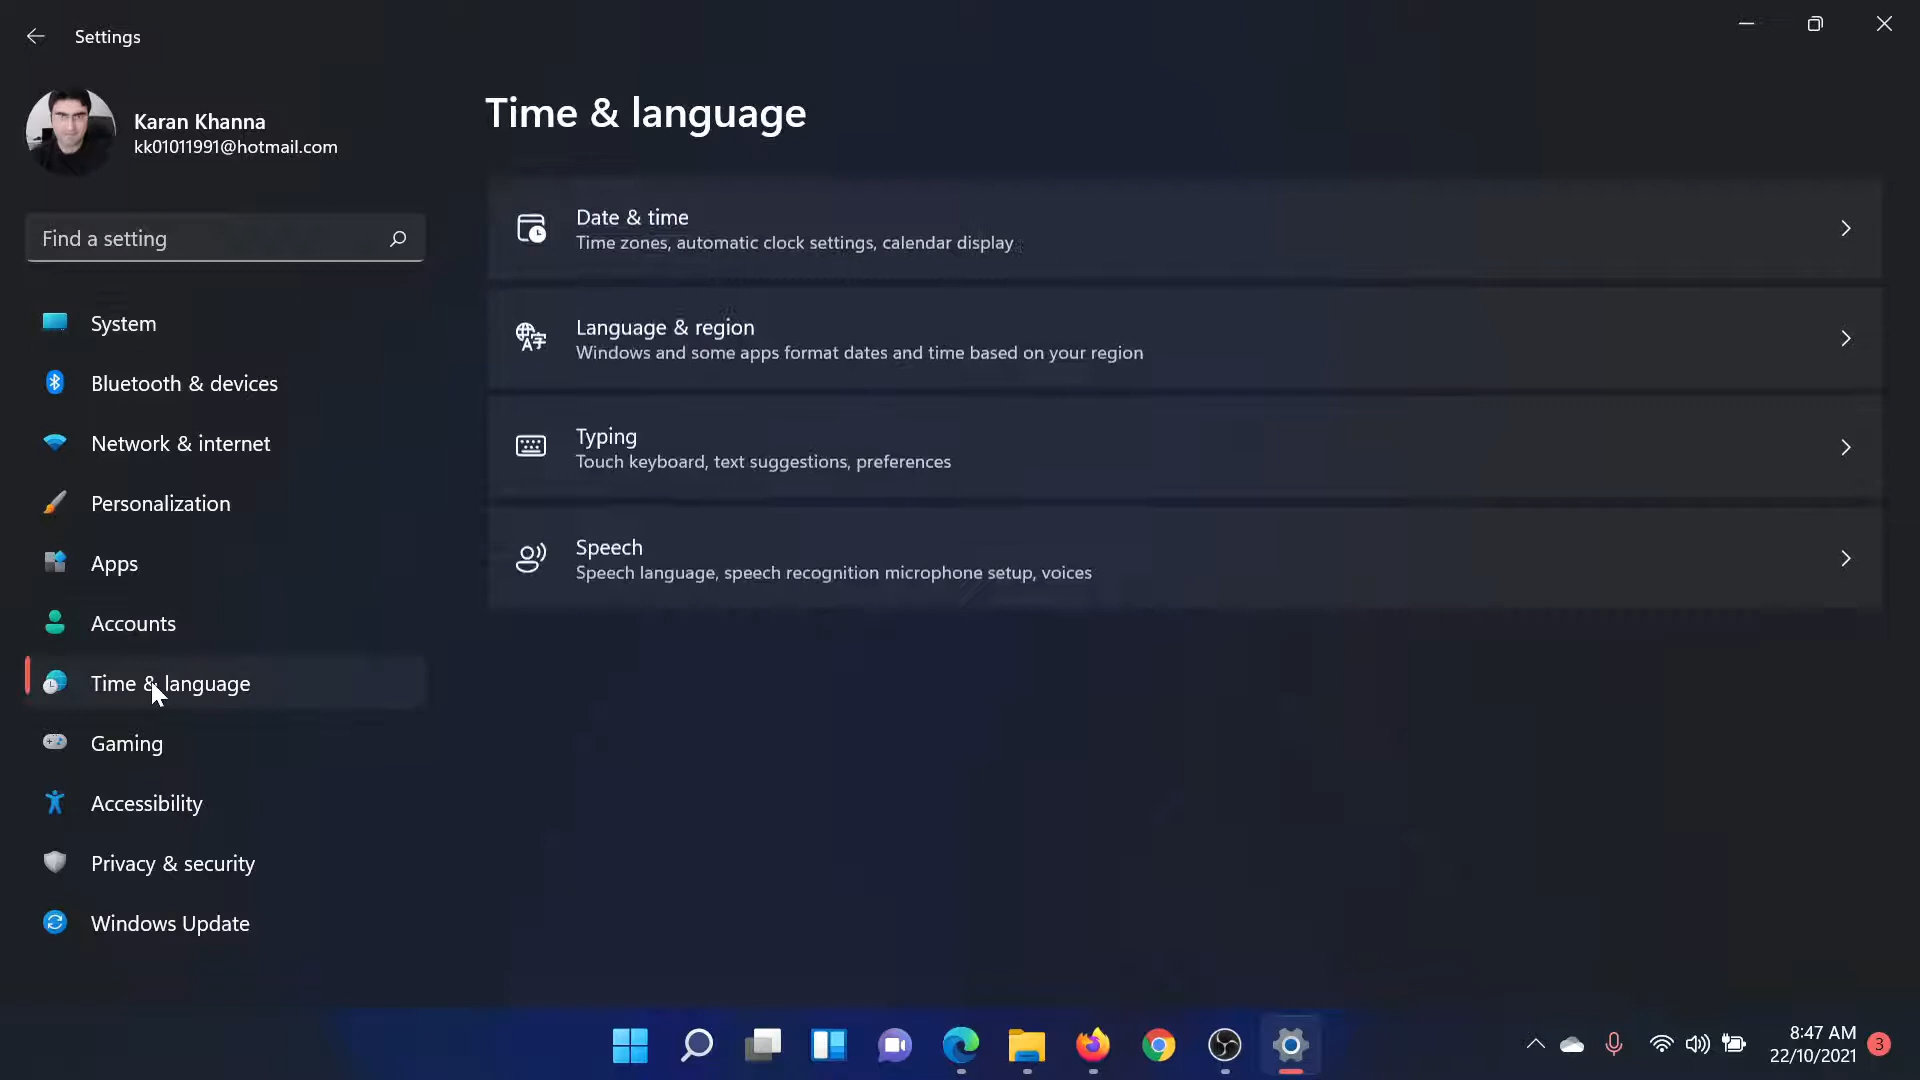 Settings
Karan Khanna
kk01011991@hotmail.com
Find a setting
System
Bluetooth & devices
Network & internet
Personalization
Apps
Accounts
Time & language
Gaming
Accessibility
Privacy & security
Windows Update
Time & language
Date & time
Time zones, automatic clock settings, calendar display
Language & region
Windows and some apps format dates and time based on your region
Typing
Touch keyboard, text suggestions, preferences
Speech
Speech language, speech recognition microphone setup, voices
8:47 AM
22/10/2021
3